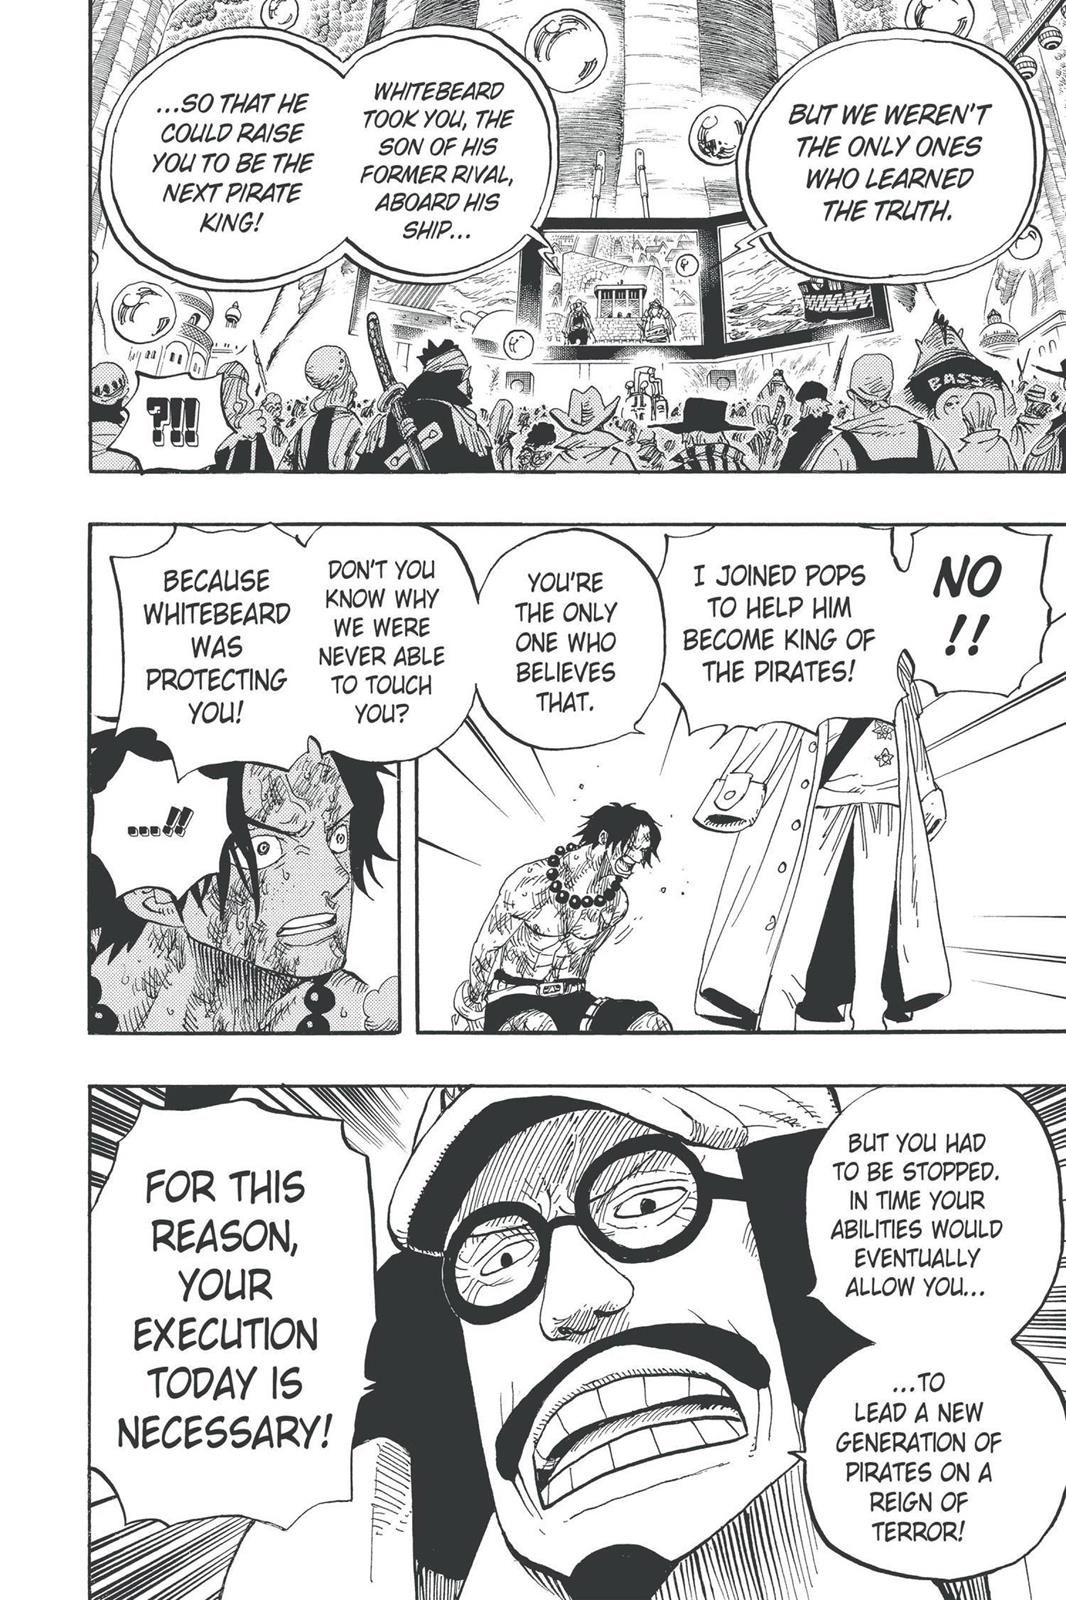 BUT WE WEREN'T
THE ONLY ONES
WHO LEARNED
THE TRUTH.
WHITEBEARD
TOOK YOU, THE
SON OF HIS
FORMER RIVAL,
ABOARD HIS
SHIP...
...SO THAT HE
COULD RAISE
YOU TO BE THE
NEXT PIRATE
KING!
BASS
?!!!
NO
!!
I JOINED POPS
TO HELP HIM
BECOME KING OF
THE PIRATES!
YOU'RE
THE ONLY
ONE WHO
BELIEVES
THAT.
DON'T YOU
KNOW WHY
WE WERE
NEVER ABLE
TO TOUCH
YOU?
BECAUSE
WHITEBEARD
WAS
PROTECTING
YOU!
....!!
BUT YOU HAD
TO BE STOPPED.
IN TIME YOUR
ABILITIES WOULD
EVENTUALLY
ALLOW YOU...
...TO
LEAD A NEW
GENERATION OF
PIRATES ON A
REIGN OF
TERROR!
FOR THIS
REASON,
YOUR
EXECUTION
TODAY IS
NECESSARY!